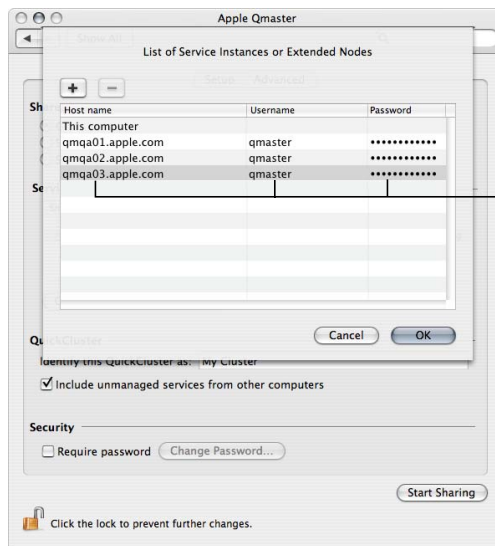 Apple Qmaster
Show All
List of Service Instances or Extended Nodes
Setup Advanced
+ −
Sh
Host name Username Password
This computer
qmqa01.apple.com qmaster ••••••••••••
qmqa02.apple.com qmaster ••••••••••••
qmqa03.apple.com qmaster ••••••••••••
Se
Cancel OK
QuickCluster
Identify this QuickCluster as: My Cluster
Include unmanaged services from other computers
Security
Require password Change Password...
Start Sharing
Click the lock to prevent further changes.